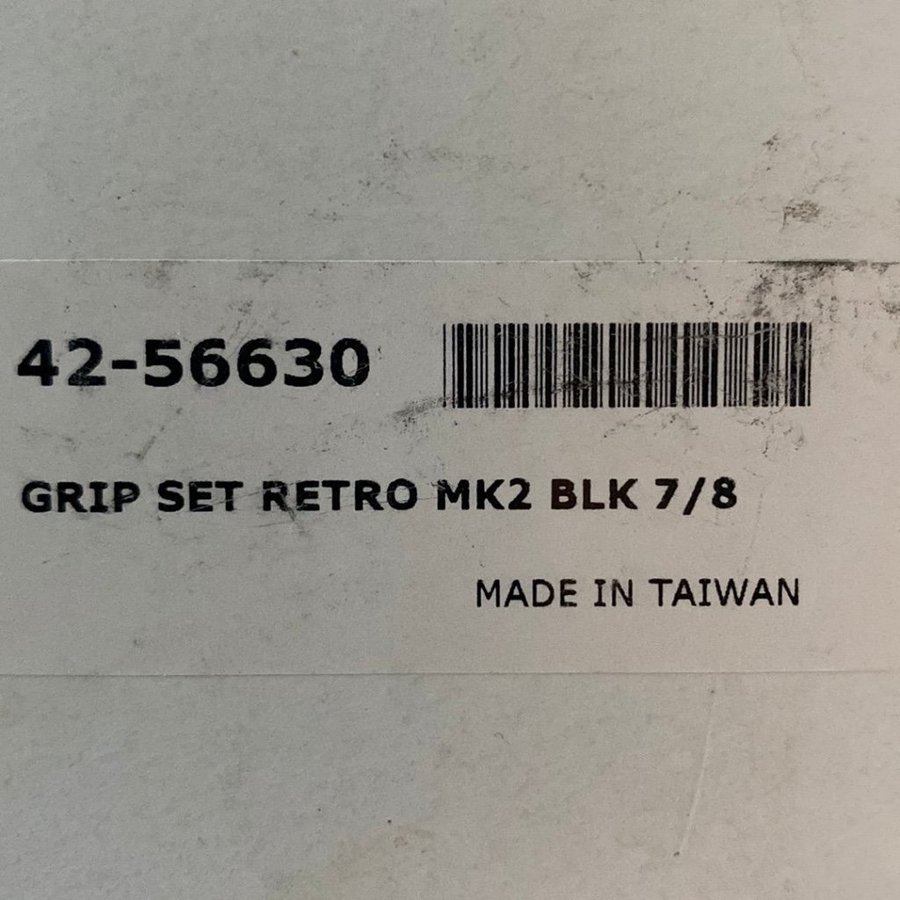 42-56630
GRIP SET RETRO MK2 BLK 7/8
MADE IN TAIWAN